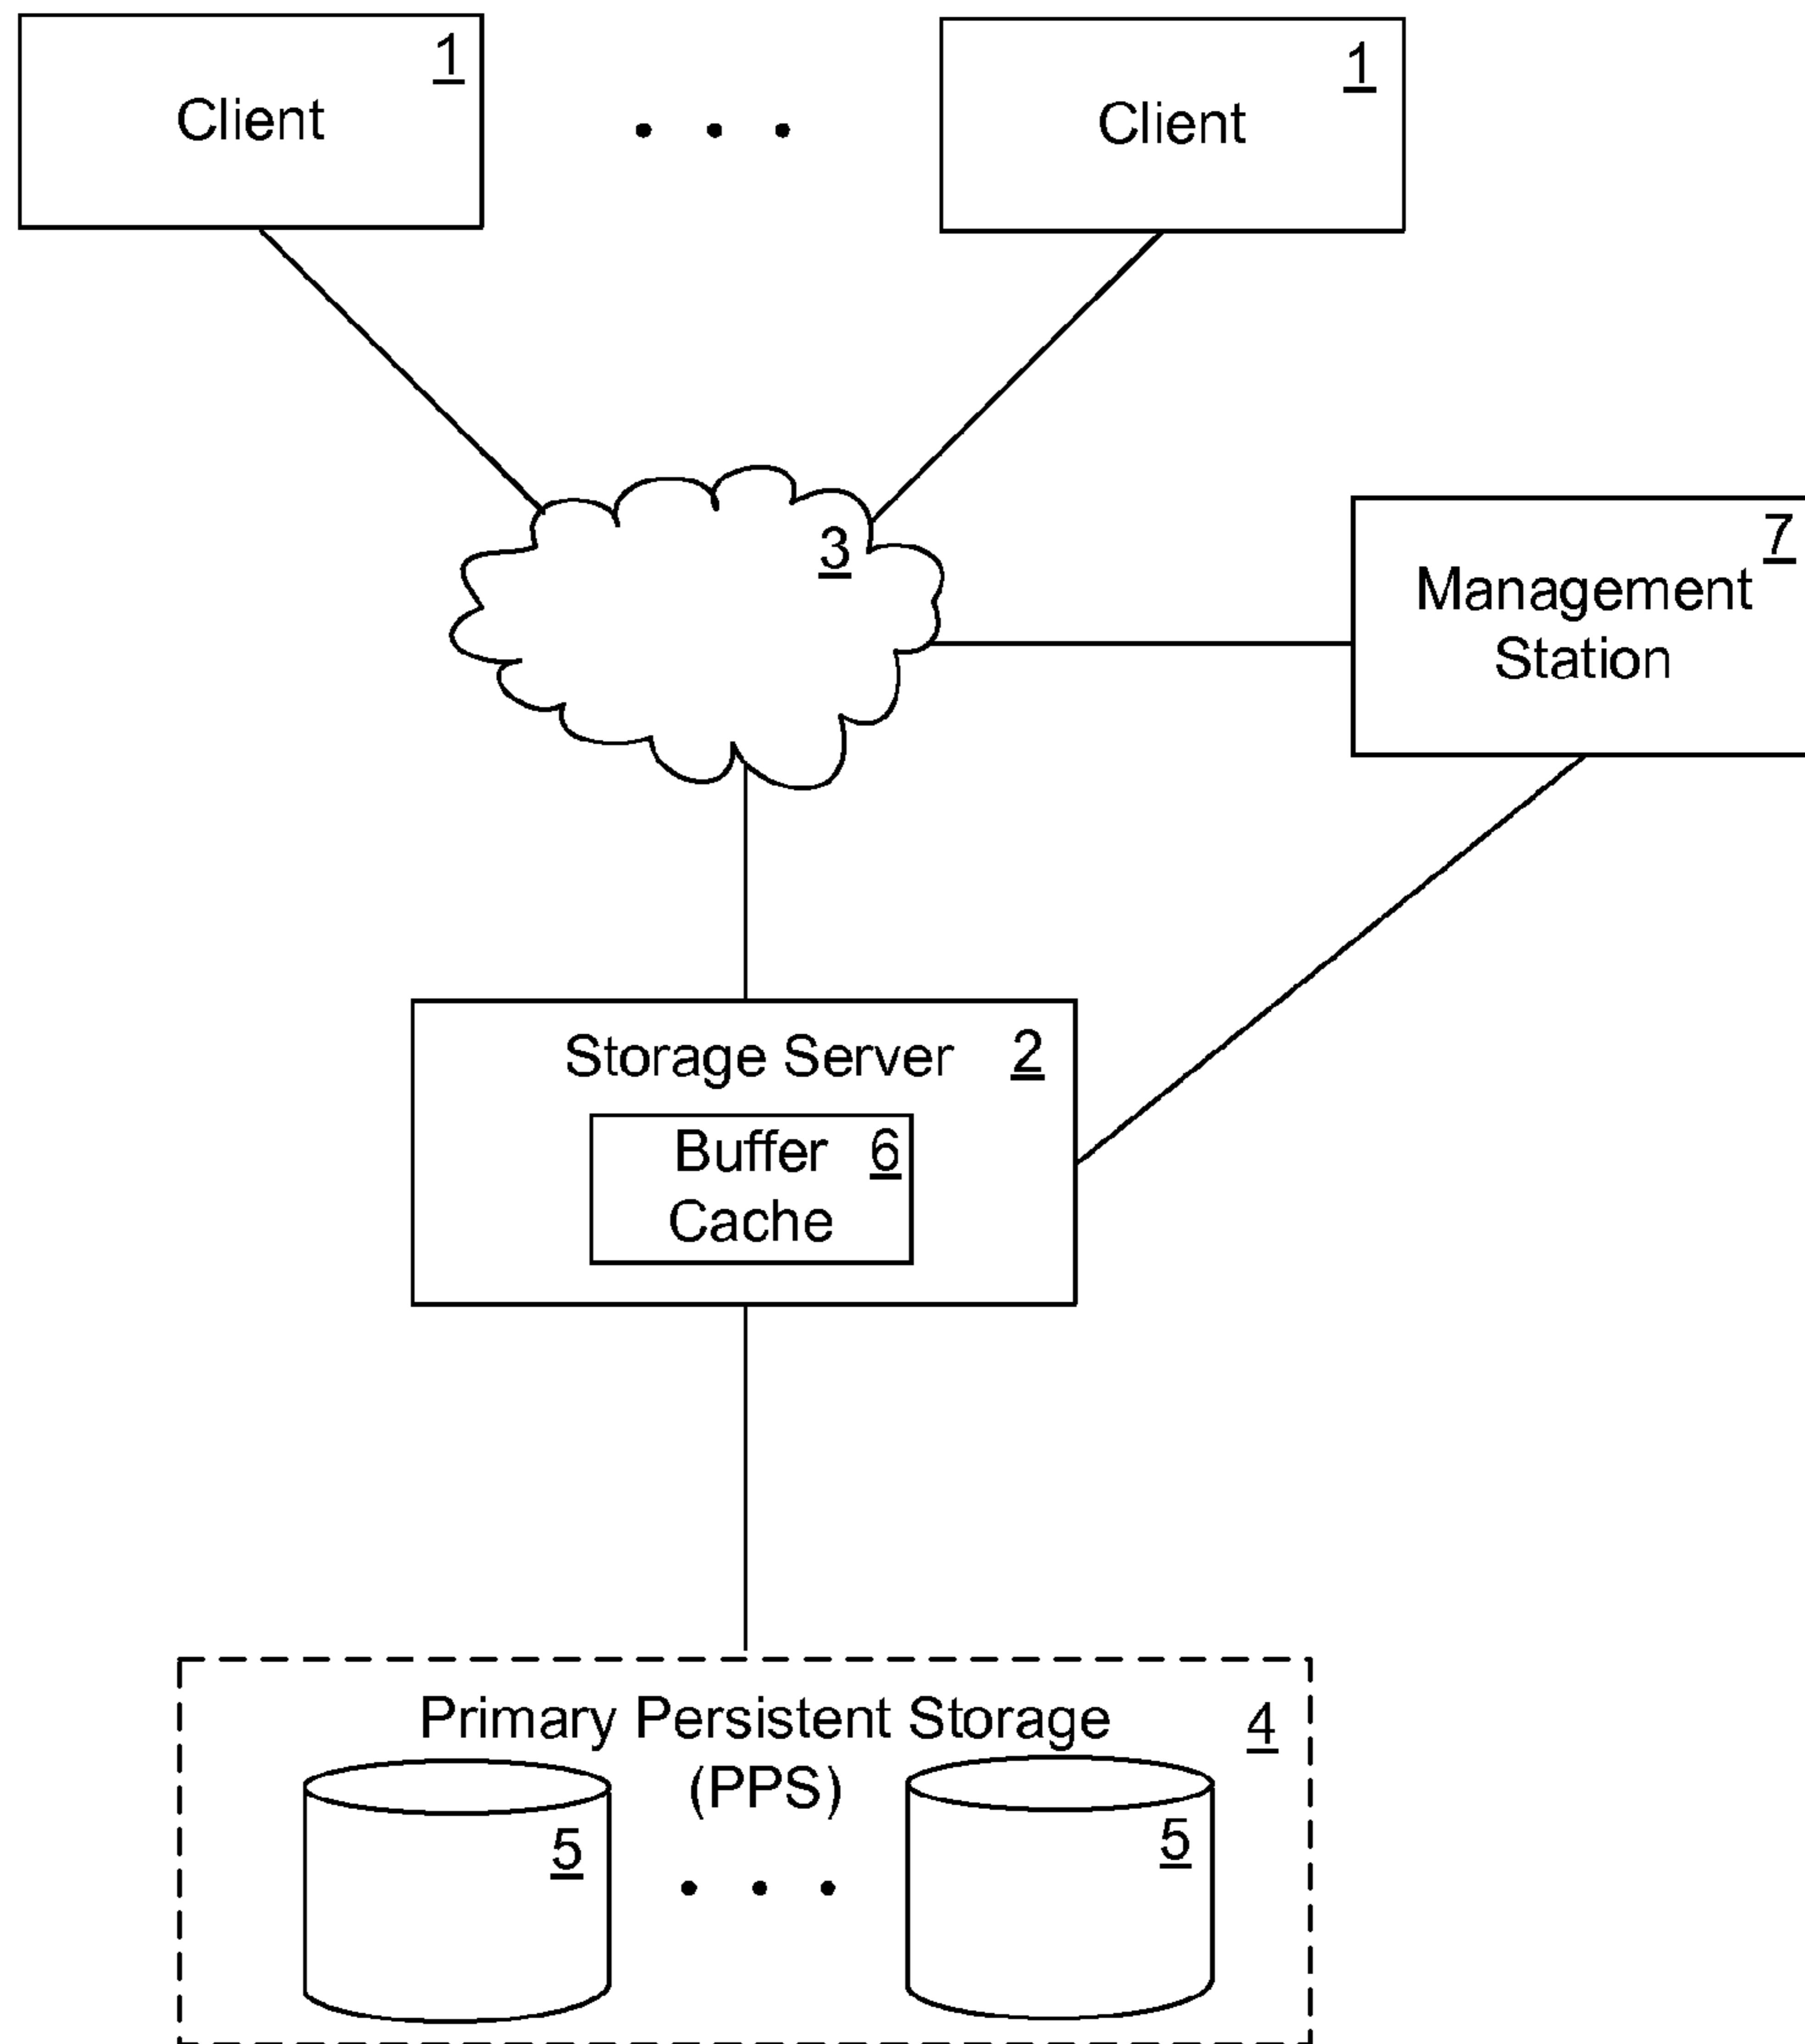 1
Client
1
Client
3
7
Management
Station
Storage Server 2
Buffer 6
Cache
Primary Persistent Storage 4
(PPS)
5
5